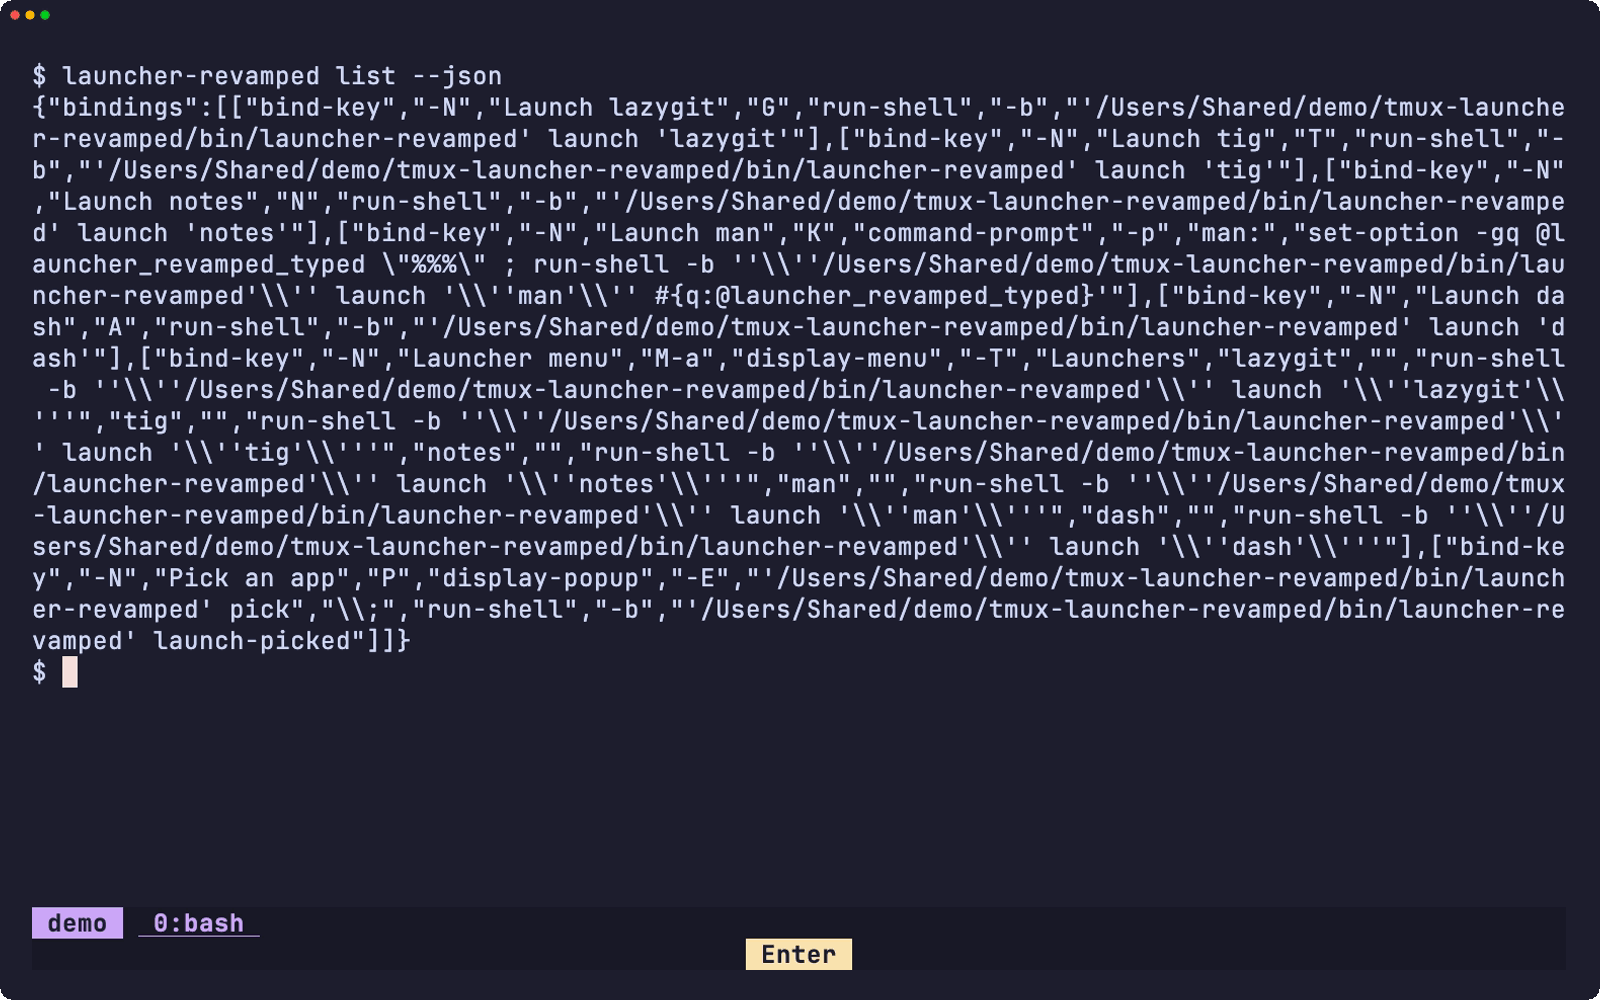 $ launcher-revamped list --json
{"bindings":[["bind-key","-N","Launch lazygit","G","run-shell","-b","'/Users/Shared/demo/tmux-launche
r-revamped/bin/launcher-revamped' launch 'lazygit'"],["bind-key","-N","Launch tig","T","run-shell","-
b","'/Users/Shared/demo/tmux-launcher-revamped/bin/launcher-revamped' launch 'tig'"],["bind-key","-N"
,"Launch notes","N","run-shell","-b","'/Users/Shared/demo/tmux-launcher-revamped/bin/launcher-revampe
d' launch 'notes'"],["bind-key","-N","Launch man","K","command-prompt","-p","man:","set-option -gq @l
auncher_revamped_typed \"%%%\" ; run-shell -b ''\\''/Users/Shared/demo/tmux-launcher-revamped/bin/lau
ncher-revamped'\\'' launch '\\''man'\\'' #{q:@launcher_revamped_typed}'"],["bind-key","-N","Launch da
sh","A","run-shell","-b","'/Users/Shared/demo/tmux-launcher-revamped/bin/launcher-revamped' launch 'd
ash'"],["bind-key","-N","Launcher menu","M-a","display-menu","-T","Launchers","lazygit","","run-shell
 -b ''\\''/Users/Shared/demo/tmux-launcher-revamped/bin/launcher-revamped'\\'' launch '\\''lazygit'\\
'''","tig","","run-shell -b ''\\''/Users/Shared/demo/tmux-launcher-revamped/bin/launcher-revamped'\\'
' launch '\\''tig'\\'''","notes","","run-shell -b ''\\''/Users/Shared/demo/tmux-launcher-revamped/bin
/launcher-revamped'\\'' launch '\\''notes'\\'''","man","","run-shell -b ''\\''/Users/Shared/demo/tmux
-launcher-revamped/bin/launcher-revamped'\\'' launch '\\''man'\\'''","dash","","run-shell -b ''\\''/U
sers/Shared/demo/tmux-launcher-revamped/bin/launcher-revamped'\\'' launch '\\''dash'\\'''"],["bind-ke
y","-N","Pick an app","P","display-popup","-E","'/Users/Shared/demo/tmux-launcher-revamped/bin/launch
er-revamped' pick","\\;","run-shell","-b","'/Users/Shared/demo/tmux-launcher-revamped/bin/launcher-re
vamped' launch-picked"]]}
$
demo 0:bash
Enter